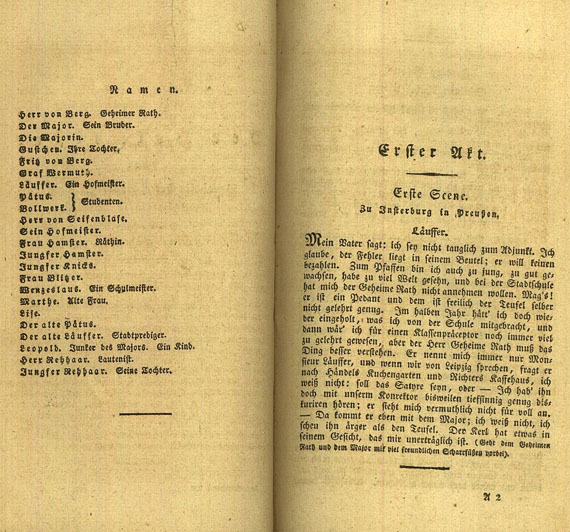 Namen.
Herr von Berg. Geheimer Rath.
Der Major. Sein Bruder.
Die Majorin.
Gustchen. Ihre Tochter.
Fritz von Berg.
Graf Wermuth.
Läuffer. Ein Hofmeister.
Pätus. } Studenten.
Bollwerk.
Herr von Seifenblase.
Sein Hofmeister.
Frau Hamster. Räthin.
Jungfer Hamster.
Jungfer Knicks.
Frau Blitzer.
Wenzeslaus. Ein Schulmeister.
Marthe. Alte Frau.
Lise.
Der alte Pätus.
Der alte Läuffer. Stadtprediger.
Leopold. Junker des Majors. Ein Kind.
Herr Rehhaar. Lautenist.
Jungfer Rehhaar. Seine Tochter.
Erster Akt.
Erste Scene.
Zu Insterburg in Preußen,
Läuffer.
Mein Vater sagt: ich sey nicht tauglich zum Adjunkt. Ich
glaube, der Fehler liegt in seinem Beutel; er will keinen
bezahlen. Zum Pfaffen bin ich auch zu jung, zu gut ge-
wachsen, habe zu viel Welt gesehn, und bei der Stadtschule
hat mich der Geheime Rath nicht annehmen wollen. Mag's!
er ist ein Pedant und dem ist freilich der Teufel selber
nicht gelehrt genug. Im halben Jahr hätt' ich doch wie-
der eingeholt, was ich von der Schule mitgebracht, und
dann wär' ich für einen Klassenpräceptor noch immer viel
zu gelehrt gewesen, aber der Herr Geheime Rath muß das
Ding besser verstehen. Er nennt mich immer nur Mon-
sieur Läuffer, und wenn wir von Leipzig sprechen, fragt er
nach Händels Kuchengarten und Richters Kaffehaus, ich
weiß nicht: soll das Satyre seyn, oder — Ich hab' ihn
doch mit unserm Konrektor bisweilen tiefsinnig genug dis-
kuriren hören; er sieht mich vermuthlich nicht für voll an.
— Da kommt er eben mit dem Major; ich weiß nicht, ich
scheu ihn ärger als den Teufel. Der Kerl hat etwas in
seinem Gesicht, das mir unerträglich ist. (Geht dem Geheimen
Rath und dem Major mit viel freundlichen Scharrfüßen vorbei).
A 2